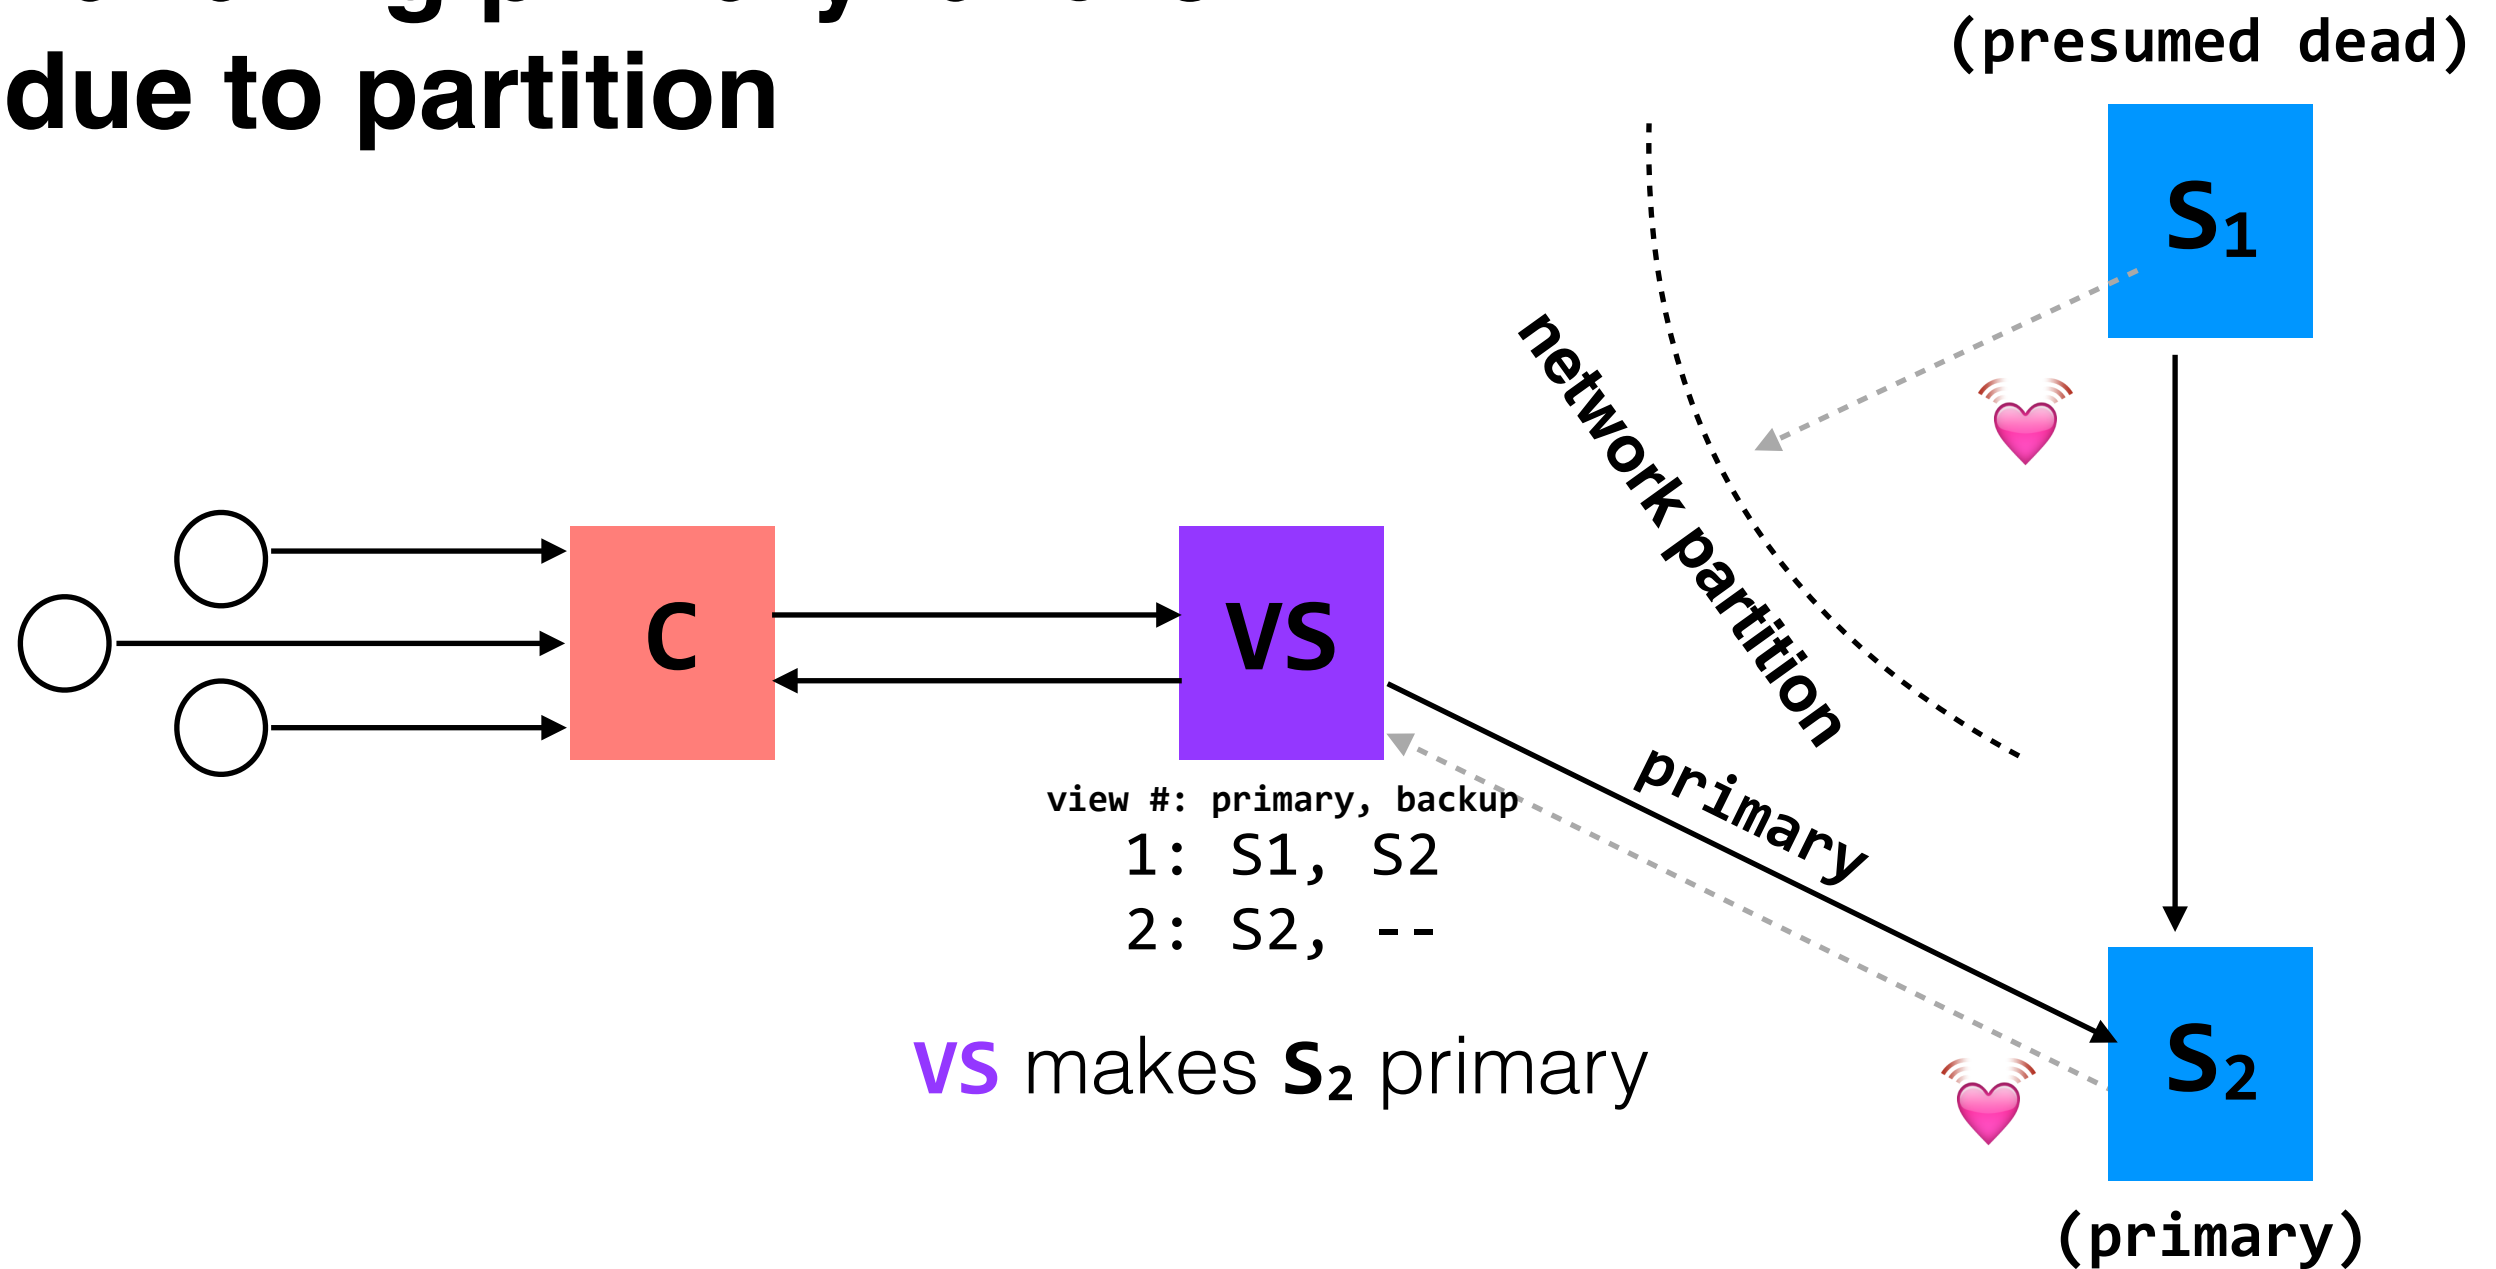 due to partition
(presumed dead)
S1
network partition
C
VS
primary
view #: primary, backup
1: S1, S2
2: S2, --
VS makes S2 primary
S2
(primary)